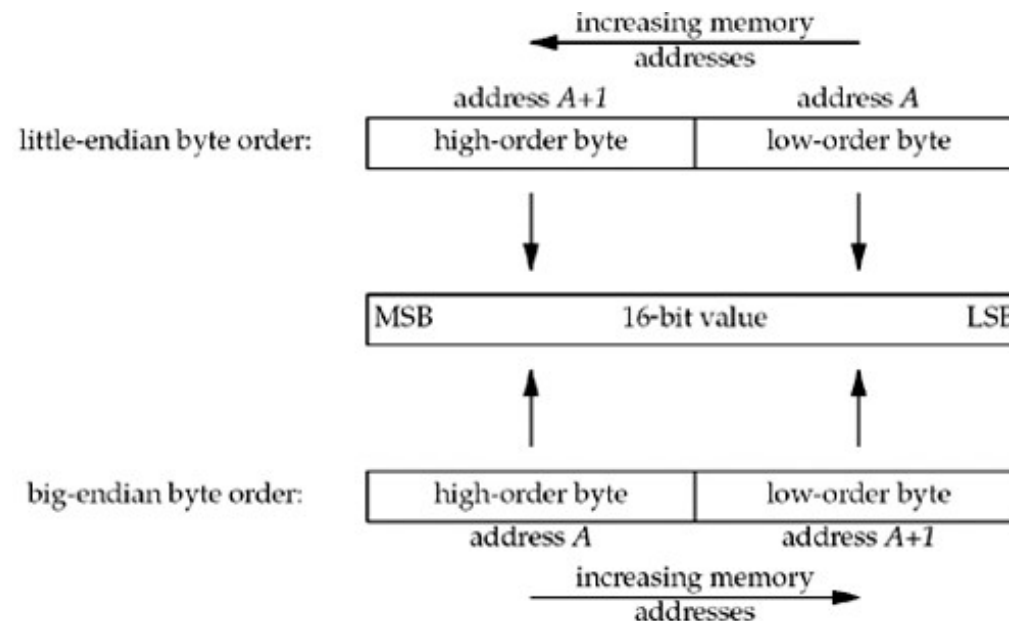 increasing memory
addresses
address A+1 address A
little-endian byte order: high-order byte low-order byte
MSB 16-bit value LSB
big-endian byte order: high-order byte low-order byte
address A address A+1
increasing memory
addresses